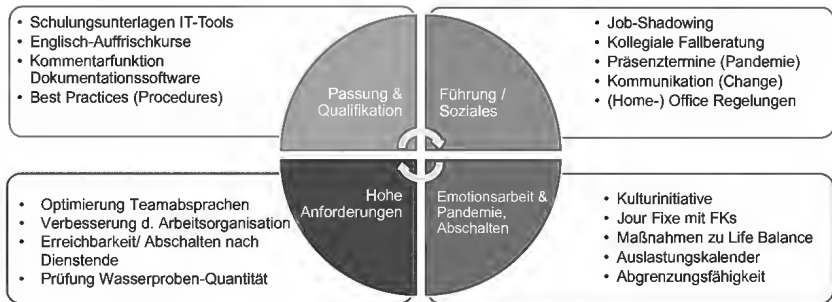 • Schulungsunterlagen IT-Tools
• Englisch-Auffrischkurse
• Kommentarfunktion
Dokumentationssoftware
• Best Practices (Procedures)
Passung &
Qualifikation
Führung /
Soziales
• Job-Shadowing
• Kollegiale Fallberatung
• Präsenztermine (Pandemie)
• Kommunikation (Change)
• (Home-) Office Regelungen
• Optimierung Teamabsprachen
• Verbesserung d. Arbeitsorganisation
• Erreichbarkeit/ Abschalten nach
Dienstende
• Prüfung Wasserproben-Quantität
Hohe
Anforderungen
Emotionsarbeit &
Pandemie,
Abschalten
• Kulturinitiative
• Jour Fixe mit FKs
• Maßnahmen zu Life Balance
• Auslastungskalender
• Abgrenzungsfähigkeit